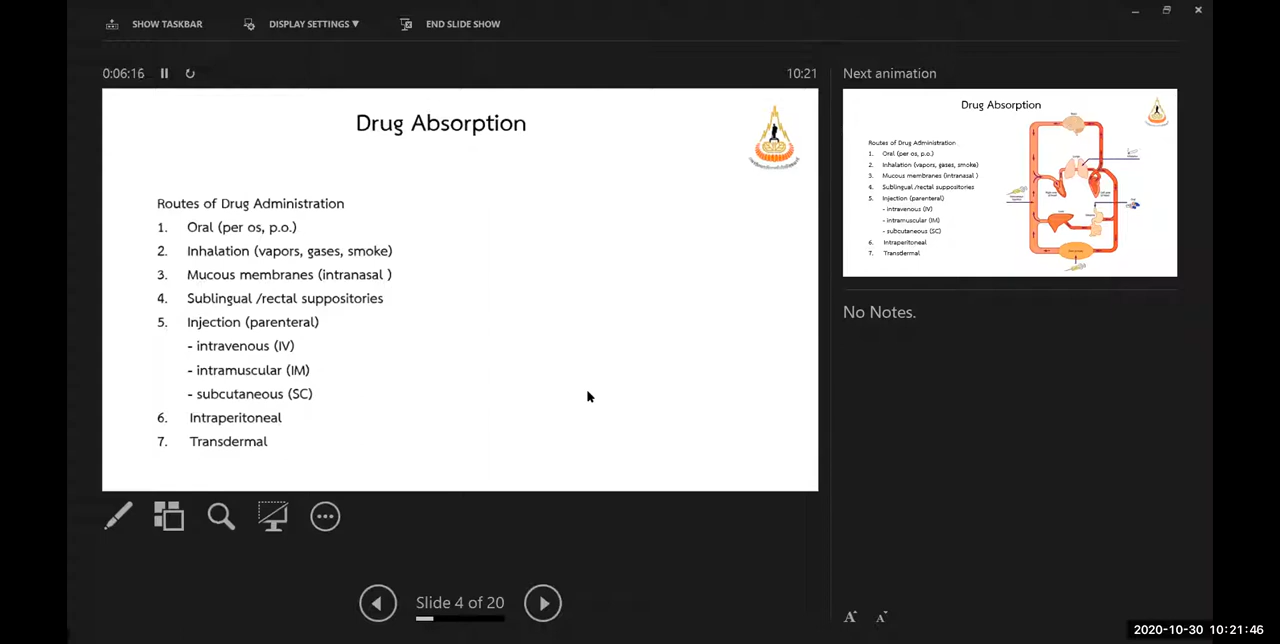 SHOW TASKBAR
DISPLAY SETTINGS ▼
END SLIDE SHOW
0:06:16
10:21
Next animation
Drug Absorption
Routes of Drug Administration
1. Oral (per os, p.o.)
2. Inhalation (vapors, gases, smoke)
3. Mucous membranes (intranasal )
4. Sublingual /rectal suppositories
5. Injection (parenteral)
- intravenous (IV)
- intramuscular (IM)
- subcutaneous (SC)
6. Intraperitoneal
7. Transdermal
Drug Absorption
Routes of Drug Administration
1. Oral (per os, p.o.)
2. Inhalation (vapors, gases, smoke)
3. Mucous membranes (intranasal )
4. Sublingual /rectal suppositories
5. Injection (parenteral)
- intravenous (IV)
- intramuscular (IM)
- subcutaneous (SC)
6. Intraperitoneal
7. Transdermal
No Notes.
Slide 4 of 20
A A
2020-10-30 10:21:46